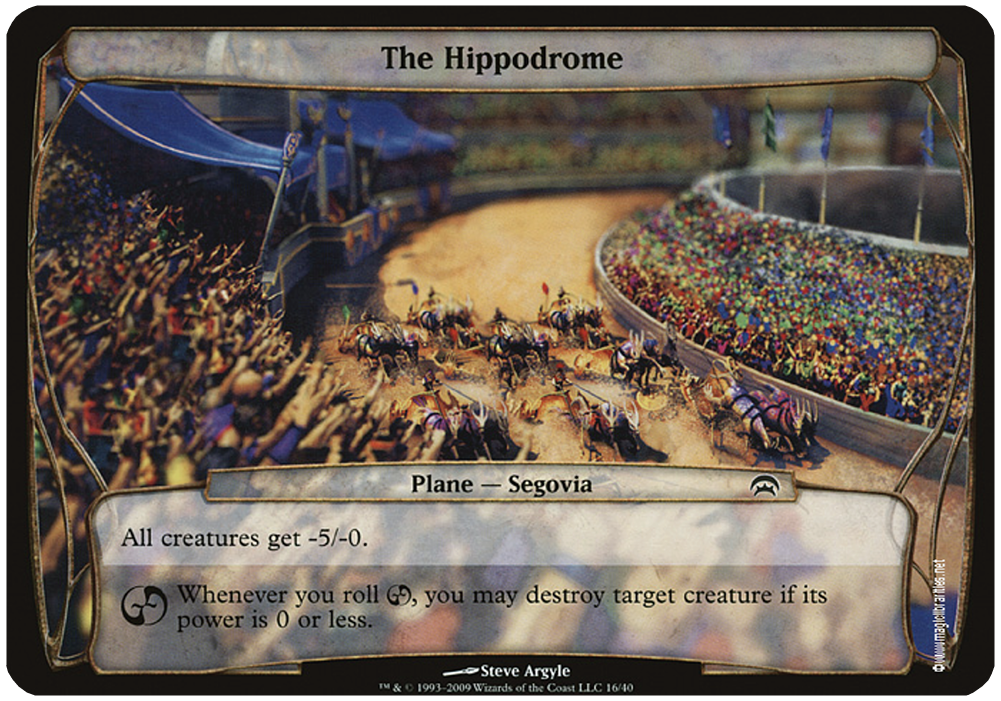 The Hippodrome
Plane — Segovia
All creatures get -5/-0.
Whenever you roll , you may destroy target creature if its
power is 0 or less.
Steve Argyle
™ & © 1993–2009 Wizards of the Coast LLC 16/40
©www.magiclibrarities.net